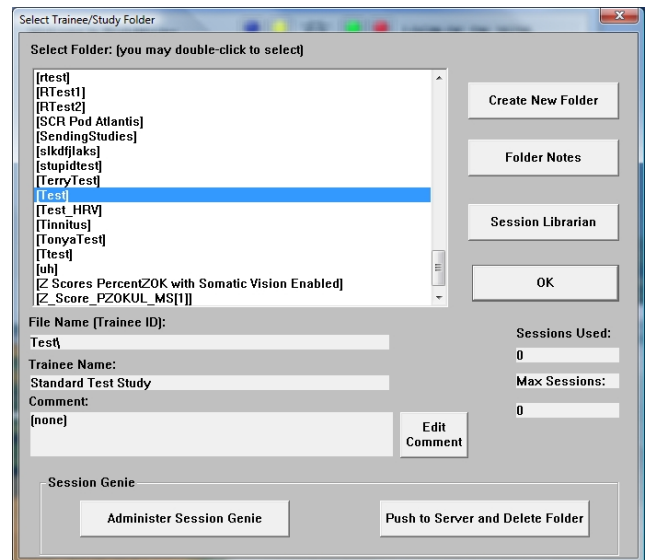 Select Trainee/Study Folder
Select Folder: (you may double-click to select)
[rtest]
[RTest1]
[RTest2]
[SCR Pod Atlantis]
[SendingStudies]
[slkdfjlaks]
[stupidtest]
[TerryTest]
[Test]
[Test_HRV]
[Tinnitus]
[TonyaTest]
[Ttest]
[uh]
[Z Scores PercentZOK with Somatic Vision Enabled]
[Z_Score_PZOKUL_MS[1]]
Create New Folder
Folder Notes
Session Librarian
OK
File Name (Trainee ID):
Test\
Trainee Name:
Standard Test Study
Comment:
(none)
Edit
Comment
Sessions Used:
0
Max Sessions:
0
Session Genie
Administer Session Genie
Push to Server and Delete Folder